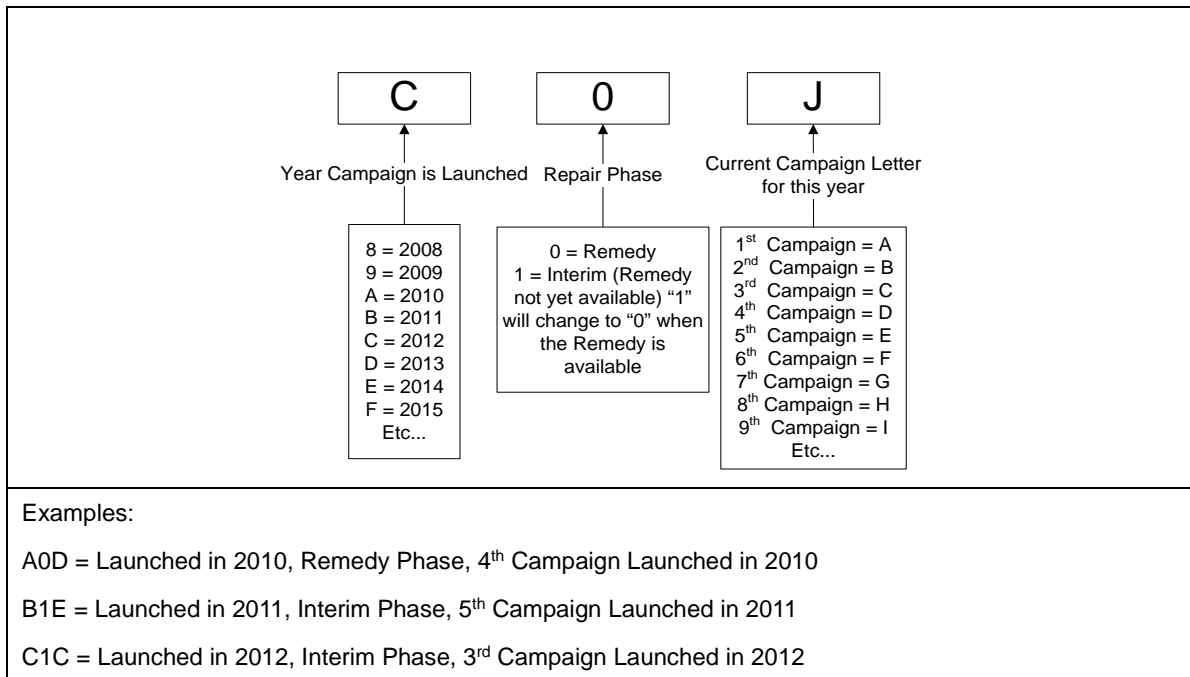 C 0 J
Year Campaign is Launched
Repair Phase
Current Campaign Letter
for this year
8 = 2008
9 = 2009
A = 2010
B = 2011
C = 2012
D = 2013
E = 2014
F = 2015
Etc...
0 = Remedy
1 = Interim (Remedy
not yet available) “1”
will change to “0” when
the Remedy is
available
1st Campaign = A
2nd Campaign = B
3rd Campaign = C
4th Campaign = D
5th Campaign = E
6th Campaign = F
7th Campaign = G
8th Campaign = H
9th Campaign = I
Etc...
Examples:
A0D = Launched in 2010, Remedy Phase, 4th Campaign Launched in 2010
B1E = Launched in 2011, Interim Phase, 5th Campaign Launched in 2011
C1C = Launched in 2012, Interim Phase, 3rd Campaign Launched in 2012